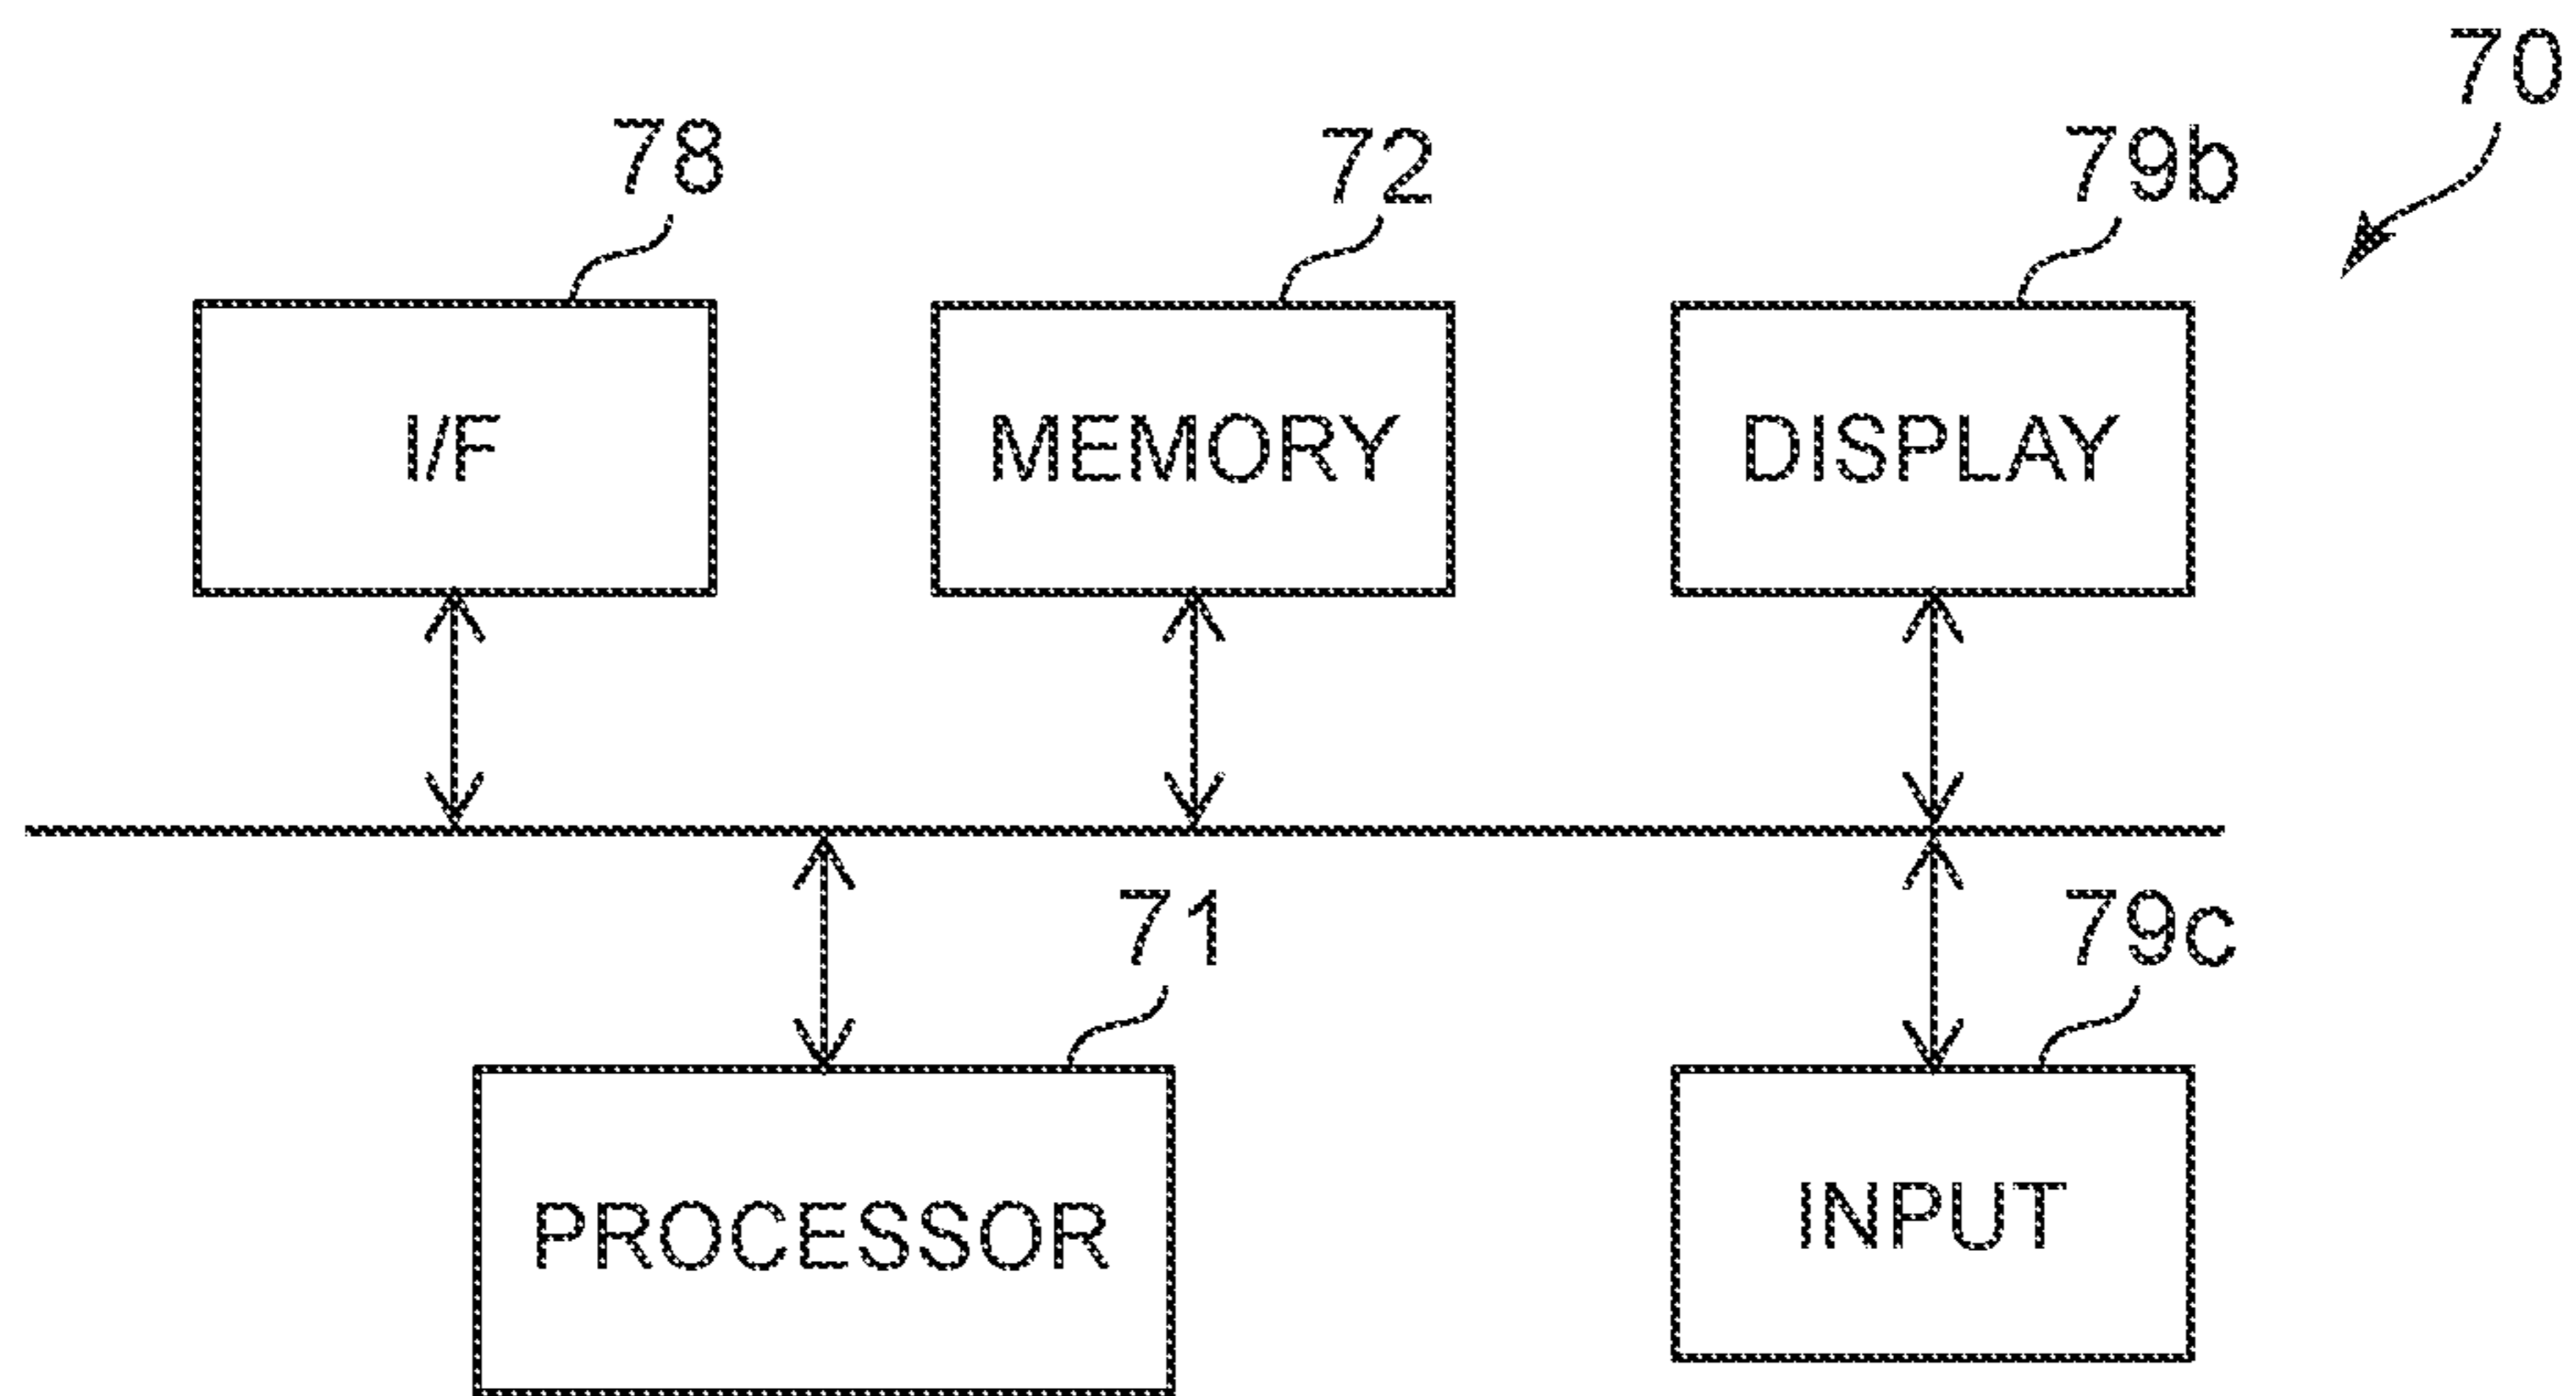 70
78
72
79b
I/F
MEMORY
DISPLAY
71
79c
PROCESSOR
INPUT